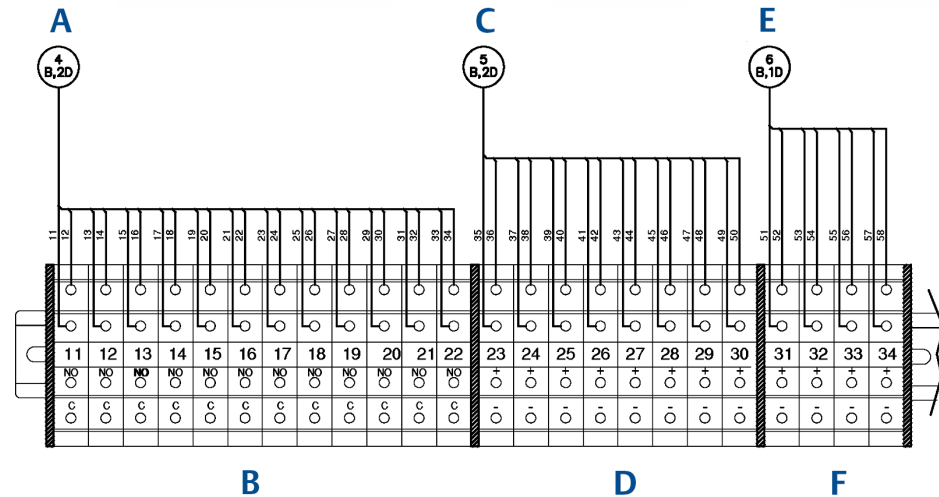 A C E
4 5 6
B,2D B,2D B,1D
11 12 13 14 15 16 17 18 19 20 21 22 23 24 25 26 27 28 29 30 31 32 33 34 35 36 37 38 39 40 41 42 43 44 45 46 47 48 49 50 51 52 53 54 55 56 57 58
11 12 13 14 15 16 17 18 19 20 21 22 23 24 25 26 27 28 29 30 31 32 33 34
NO NO NO NO NO NO NO NO NO NO NO NO + + + + + + + + + + + +
C C C C C C C C C C C C - - - - - - - - - - - -
B D F